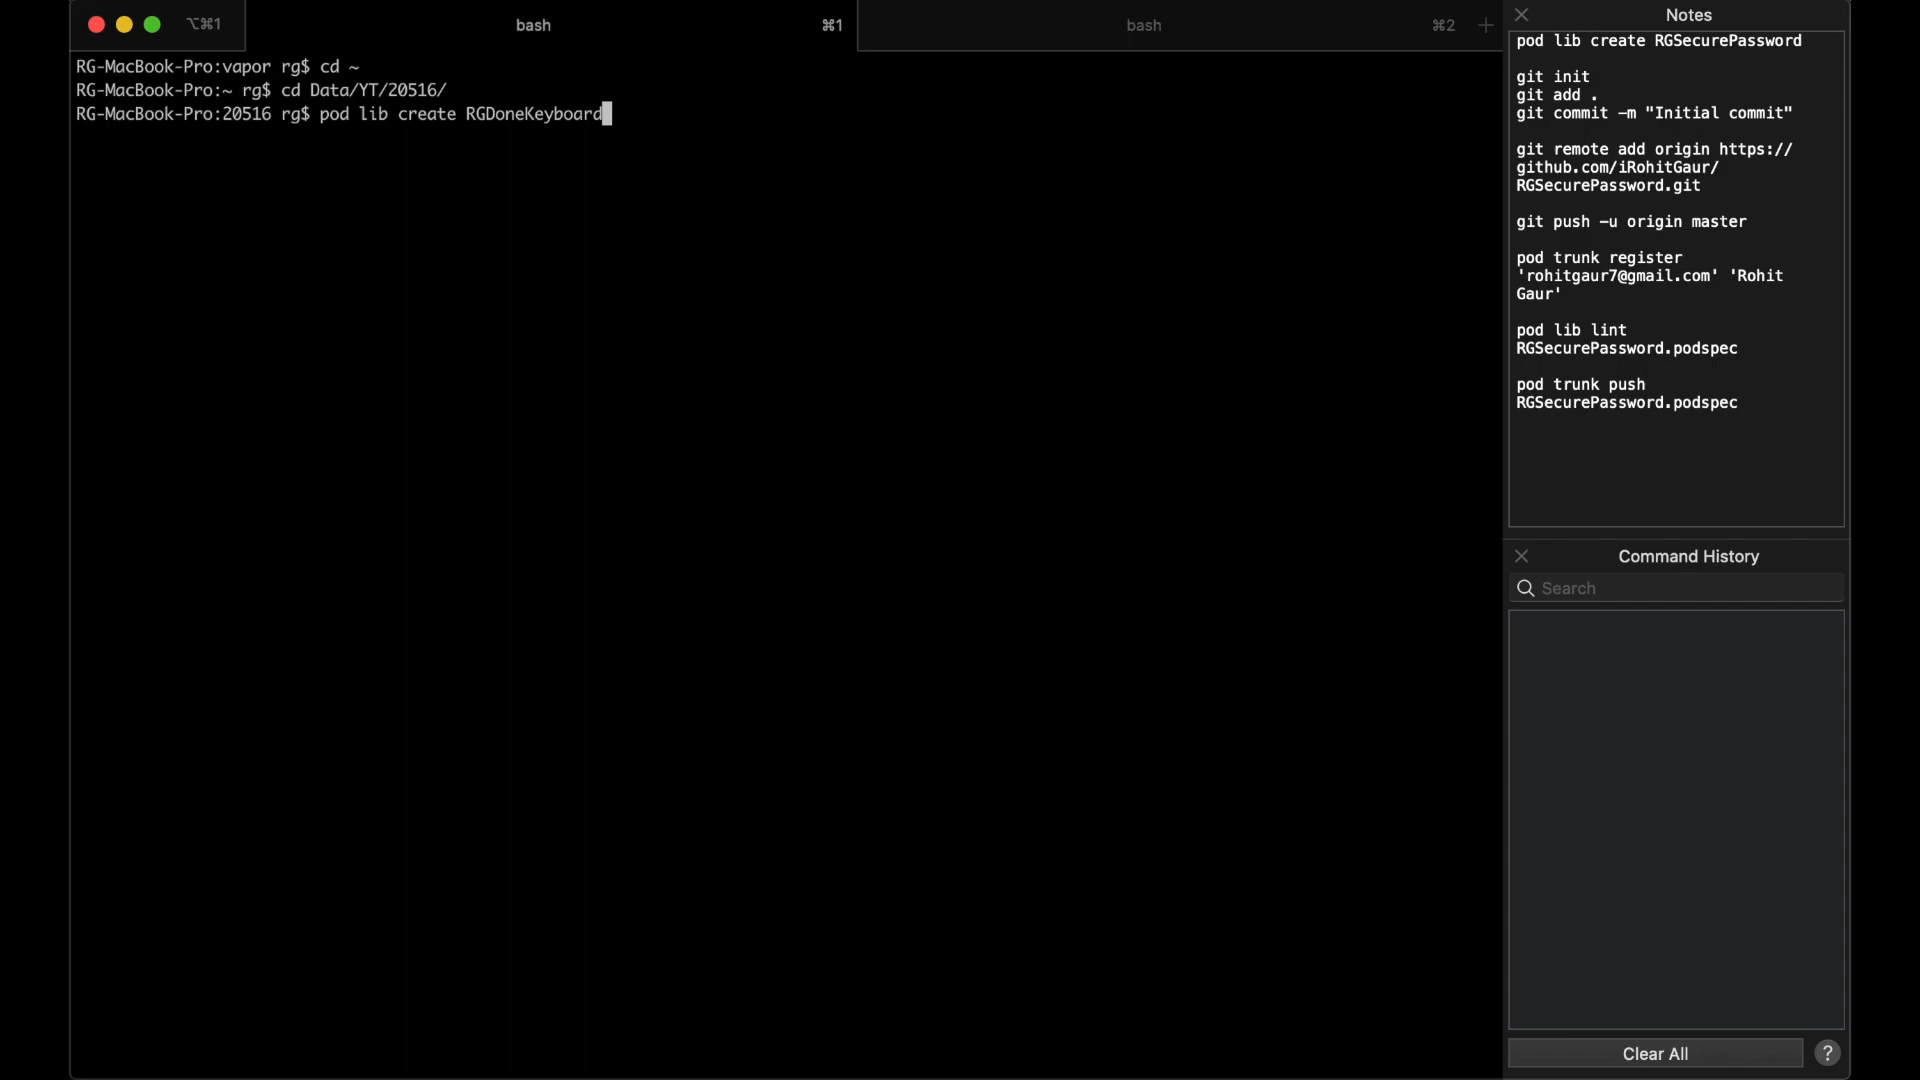 ⌥⌘1
bash
⌘1
bash
⌘2
+
RG-MacBook-Pro:vapor rg$ cd ~
RG-MacBook-Pro:~ rg$ cd Data/YT/20516/
RG-MacBook-Pro:20516 rg$ pod lib create RGDoneKeyboard
Notes
pod lib create RGSecurePassword
git init
git add .
git commit -m "Initial commit"
git remote add origin https://
github.com/iRohitGaur/
RGSecurePassword.git
git push -u origin master
pod trunk register
'rohitgaur7@gmail.com' 'Rohit
Gaur'
pod lib lint
RGSecurePassword.podspec
pod trunk push
RGSecurePassword.podspec
Command History
Search
Clear All
?